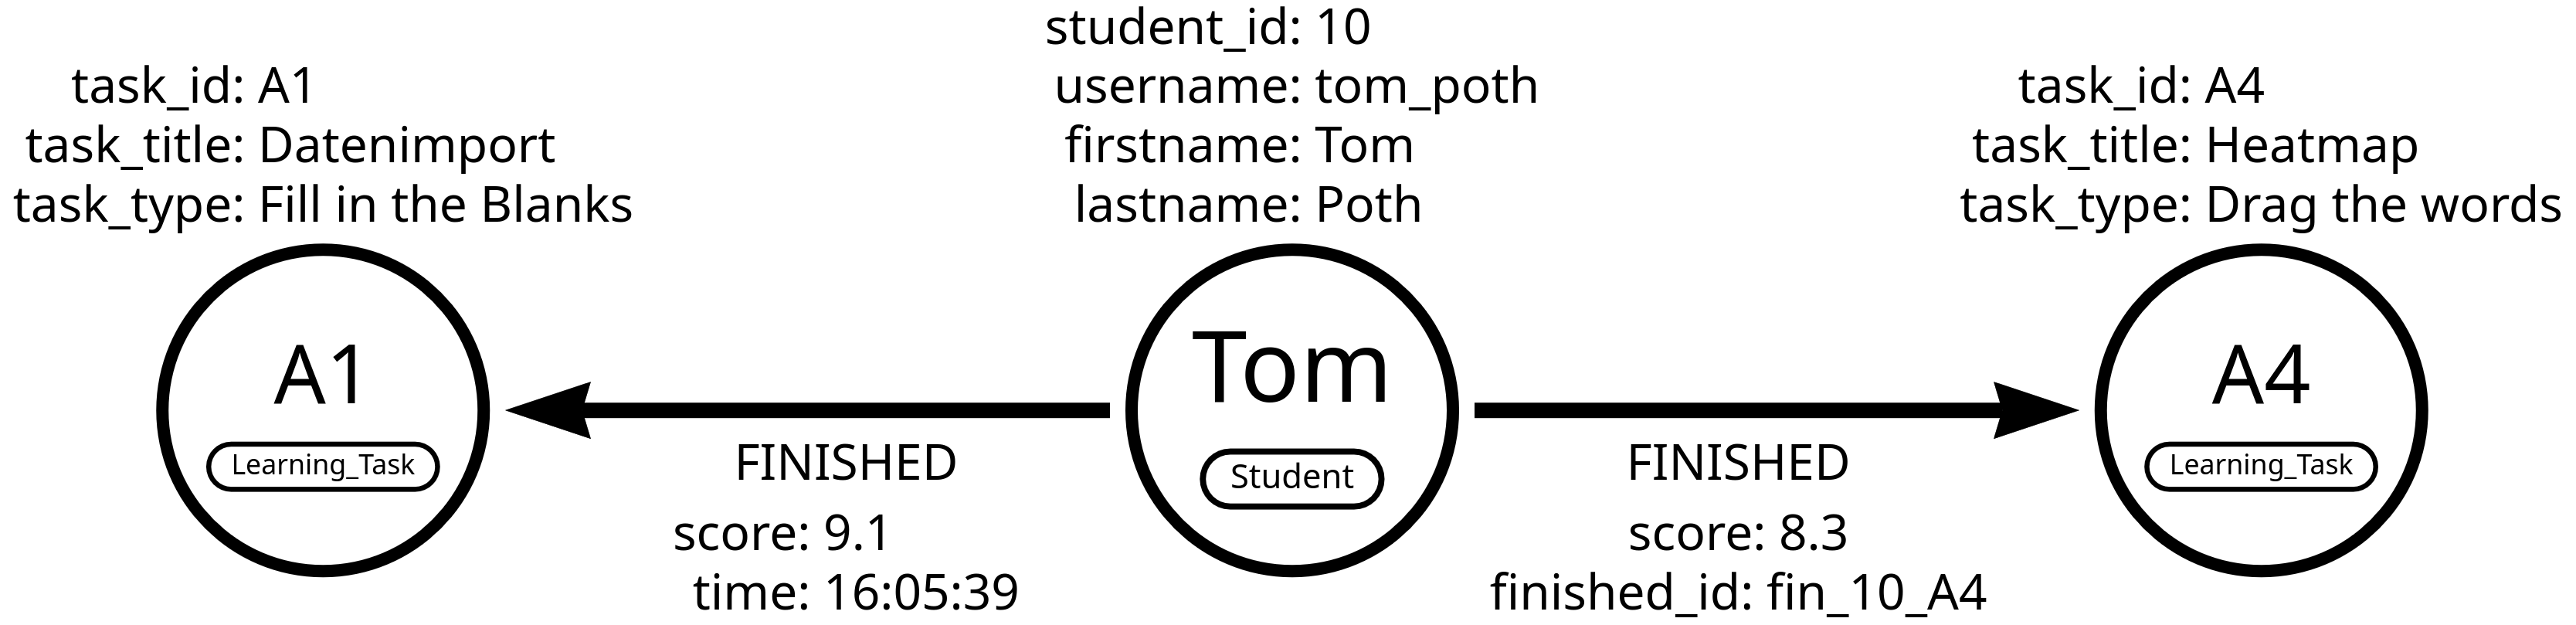 task_id: A1
task_title: Datenimport
task_type: Fill in the Blanks
A1
Learning_Task
student_id: 10
username: tom_poth
firstname: Tom
lastname: Poth
Tom
Student
task_id: A4
task_title: Heatmap
task_type: Drag the words
A4
Learning_Task
FINISHED
score: 9.1
time: 16:05:39
FINISHED
score: 8.3
finished_id: fin_10_A4